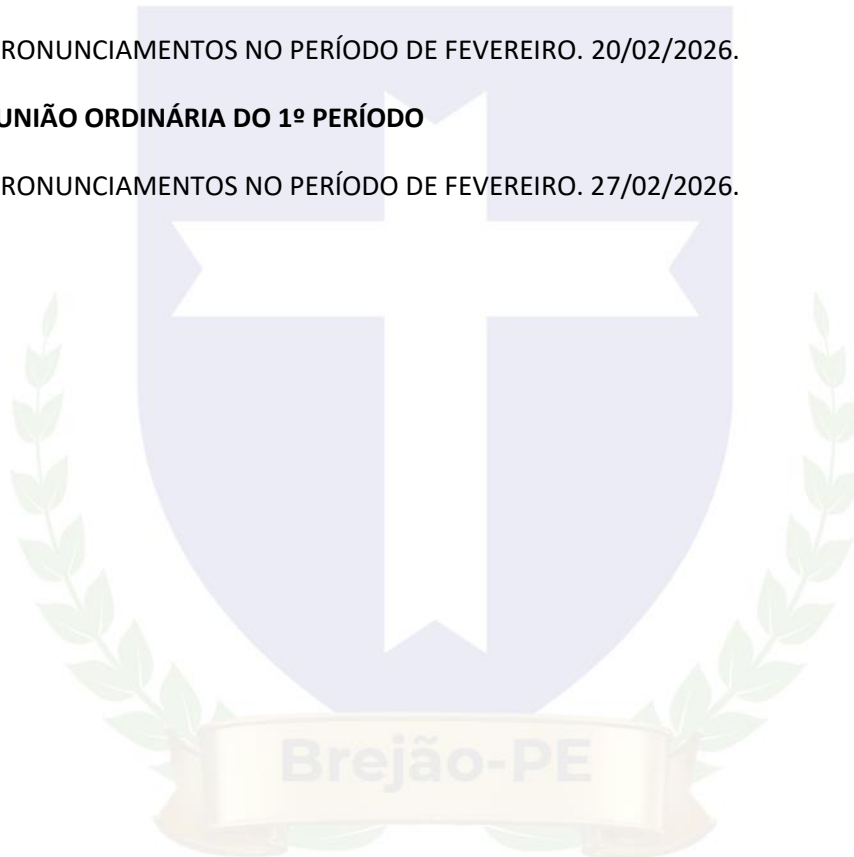 RONUNCIAMENTOS NO PERÍODO DE FEVEREIRO. 20/02/2026.
UNIÃO ORDINÁRIA DO 1º PERÍODO
RONUNCIAMENTOS NO PERÍODO DE FEVEREIRO. 27/02/2026.
Brejão-PE